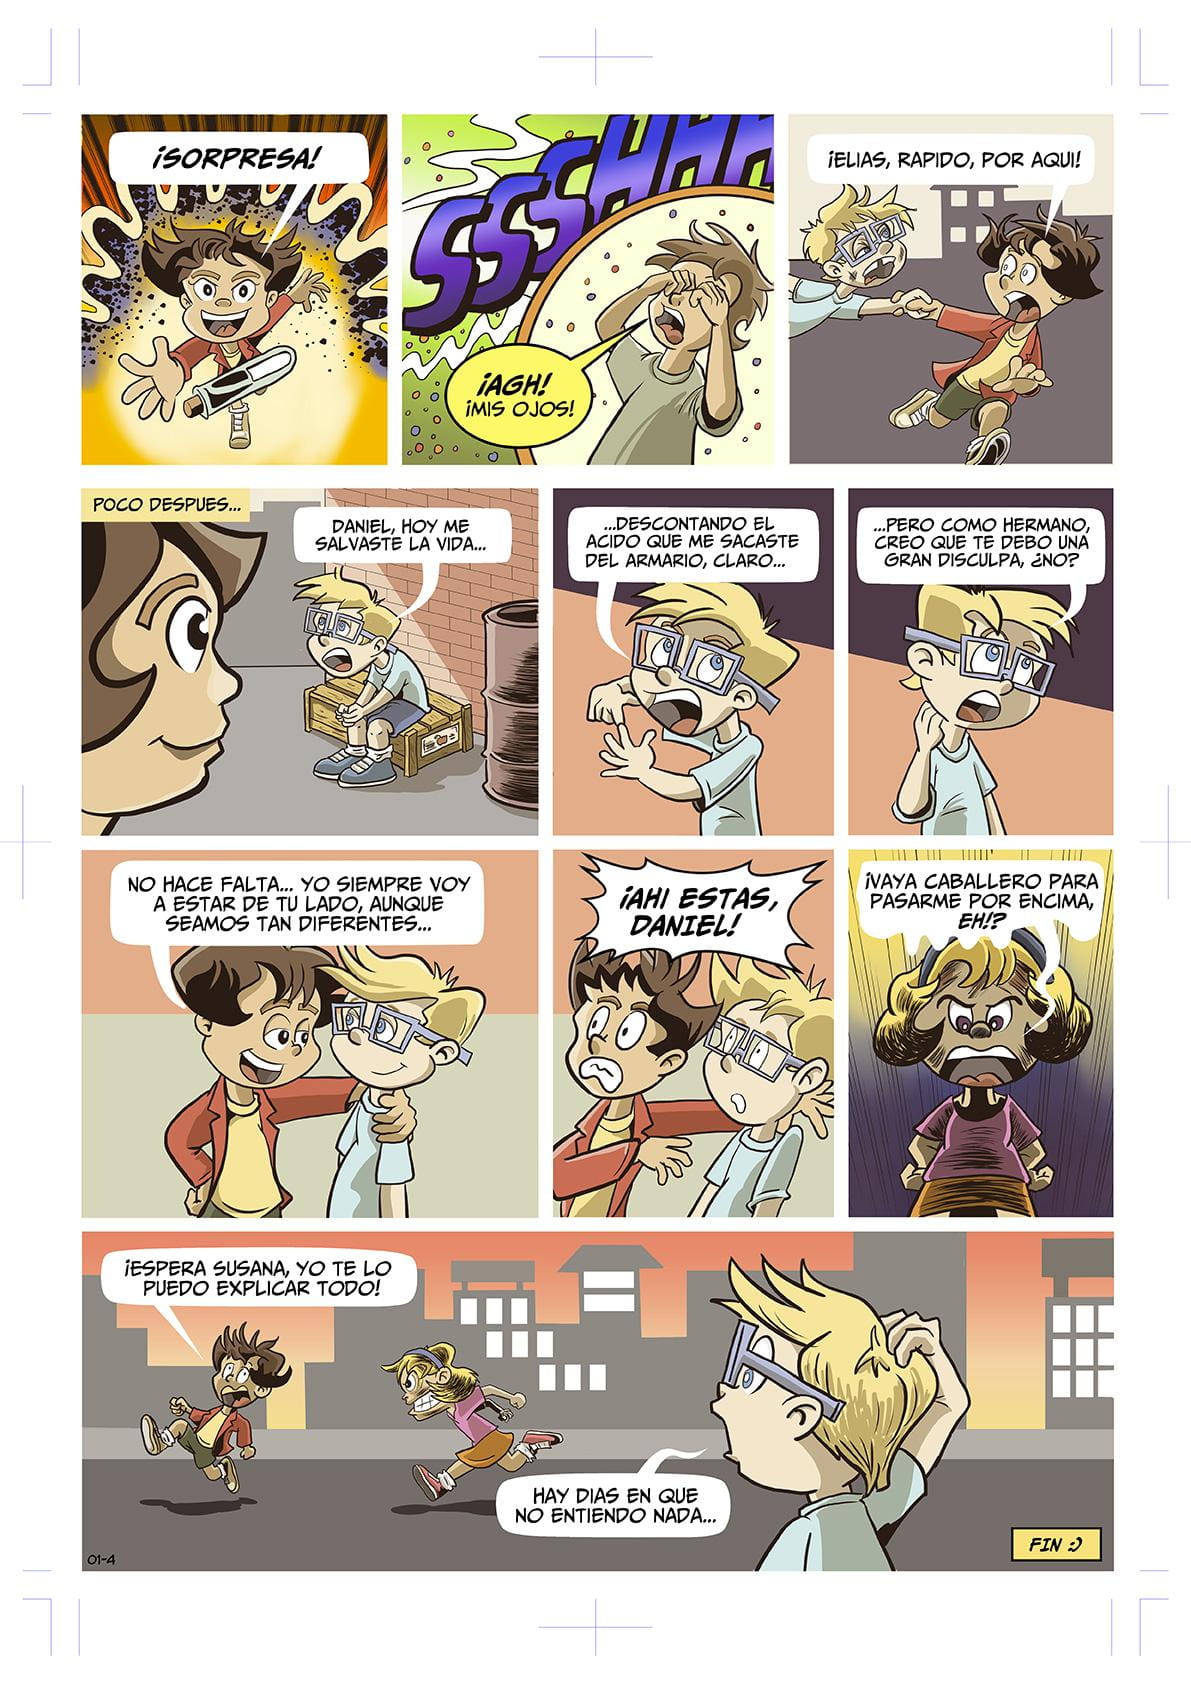 ¡SORPRESA!
SSSSHHHH
¡AGH!
¡MIS OJOS!
¡ELIAS, RAPIDO, POR AQUI!
POCO DESPUES...
DANIEL, HOY ME
SALVASTE LA VIDA...
...DESCONTANDO EL
ACIDO QUE ME SACASTE
DEL ARMARIO, CLARO...
...PERO COMO HERMANO,
CREO QUE TE DEBO UNA
GRAN DISCULPA, ¿NO?
NO HACE FALTA... YO SIEMPRE VOY
A ESTAR DE TU LADO, AUNQUE
SEAMOS TAN DIFERENTES...
¡AHI ESTAS,
DANIEL!
¡VAYA CABALLERO PARA
PASARME POR ENCIMA,
EH!?
¡ESPERA SUSANA, YO TE LO
PUEDO EXPLICAR TODO!
HAY DIAS EN QUE
NO ENTIENDO NADA...
FIN :)
01-4